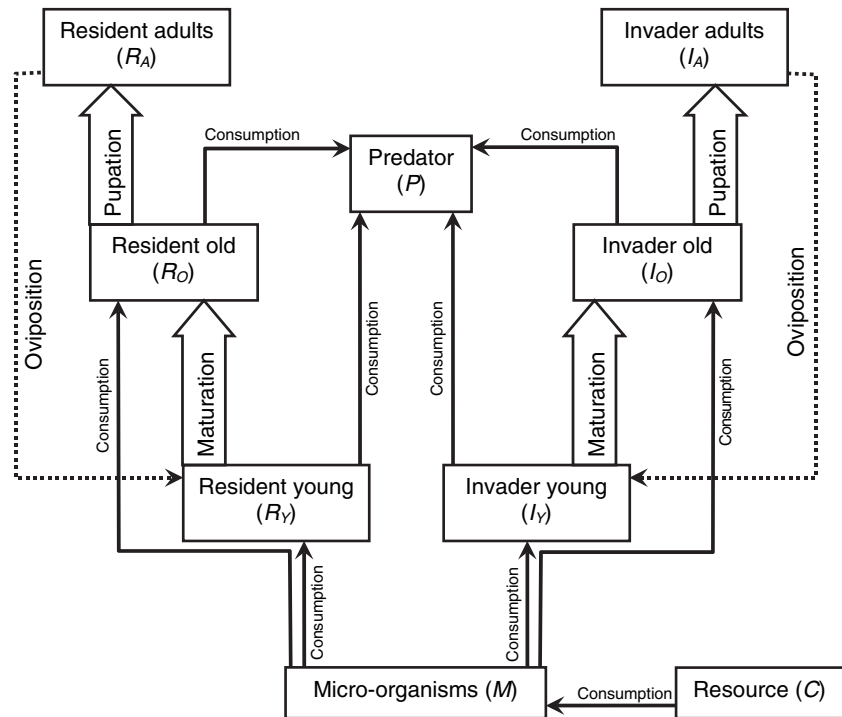 Resident adults
(R_A)
Invader adults
(I_A)
Consumption
Consumption
Predator
(P)
Pupation
Pupation
Resident old
(R_O)
Invader old
(I_O)
Oviposition
Oviposition
Consumption
Maturation
Consumption
Consumption
Maturation
Consumption
Resident young
(R_Y)
Invader young
(I_Y)
Consumption
Consumption
Micro-organisms (M)
Consumption
Resource (C)